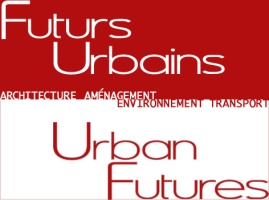 Futurs
Urbains
ARCHITECTURE AMÉNAGEMENT
ENVIRONNEMENT TRANSPORT
Urban
Futures